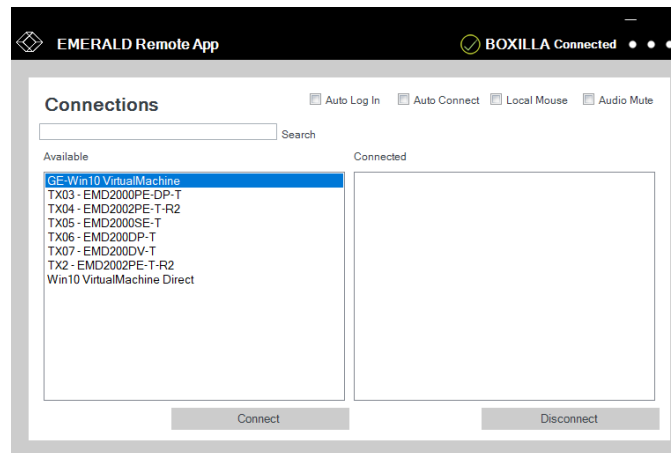 EMERALD Remote App
BOXILLA Connected
Connections
Auto Log In
Auto Connect
Local Mouse
Audio Mute
Search
Available
Connected
GE-Win10 VirtualMachine
TX03 - EMD2000PE-DP-T
TX04 - EMD2002PE-T-R2
TX05 - EMD2000SE-T
TX06 - EMD200DP-T
TX07 - EMD200DV-T
TX2 - EMD2002PE-T-R2
Win10 VirtualMachine Direct
Connect
Disconnect